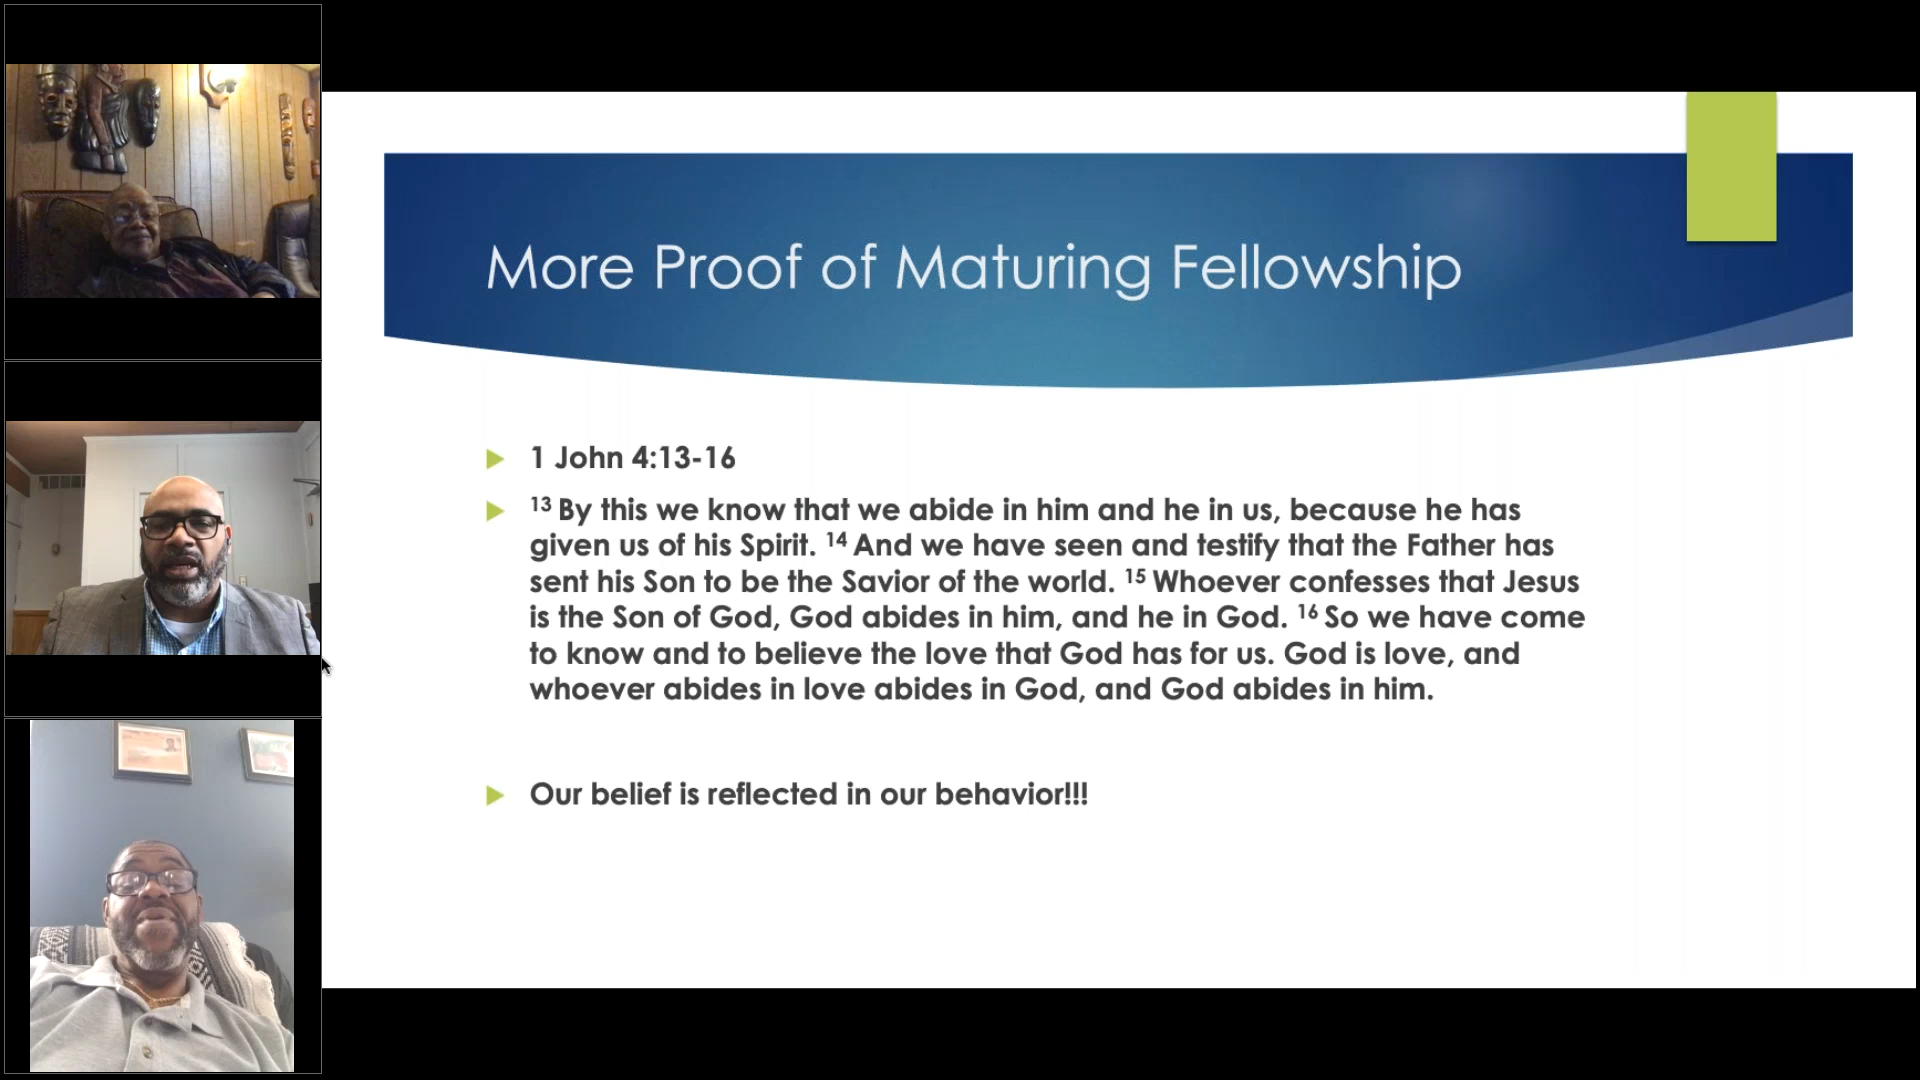 More Proof of Maturing Fellowship
1 John 4:13-16
13 By this we know that we abide in him and he in us, because he has
given us of his Spirit. 14 And we have seen and testify that the Father has
sent his Son to be the Savior of the world. 15 Whoever confesses that Jesus
is the Son of God, God abides in him, and he in God. 16 So we have come
to know and to believe the love that God has for us. God is love, and
whoever abides in love abides in God, and God abides in him.
Our belief is reflected in our behavior!!!